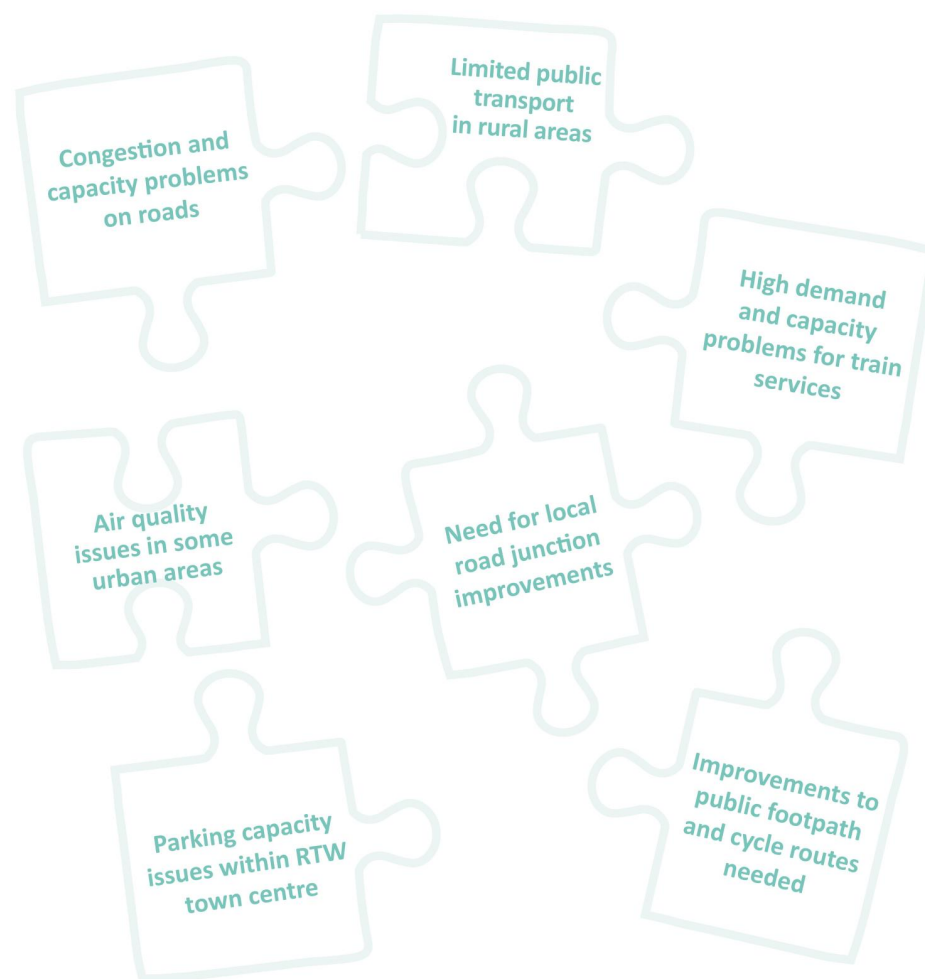 Congestion and
capacity problems
on roads
Limited public
transport
in rural areas
High demand
and capacity
problems for train
services
Air quality
issues in some
urban areas
Need for local
road junction
improvements
Parking capacity
issues within RTW
town centre
Improvements to
public footpath
and cycle routes
needed